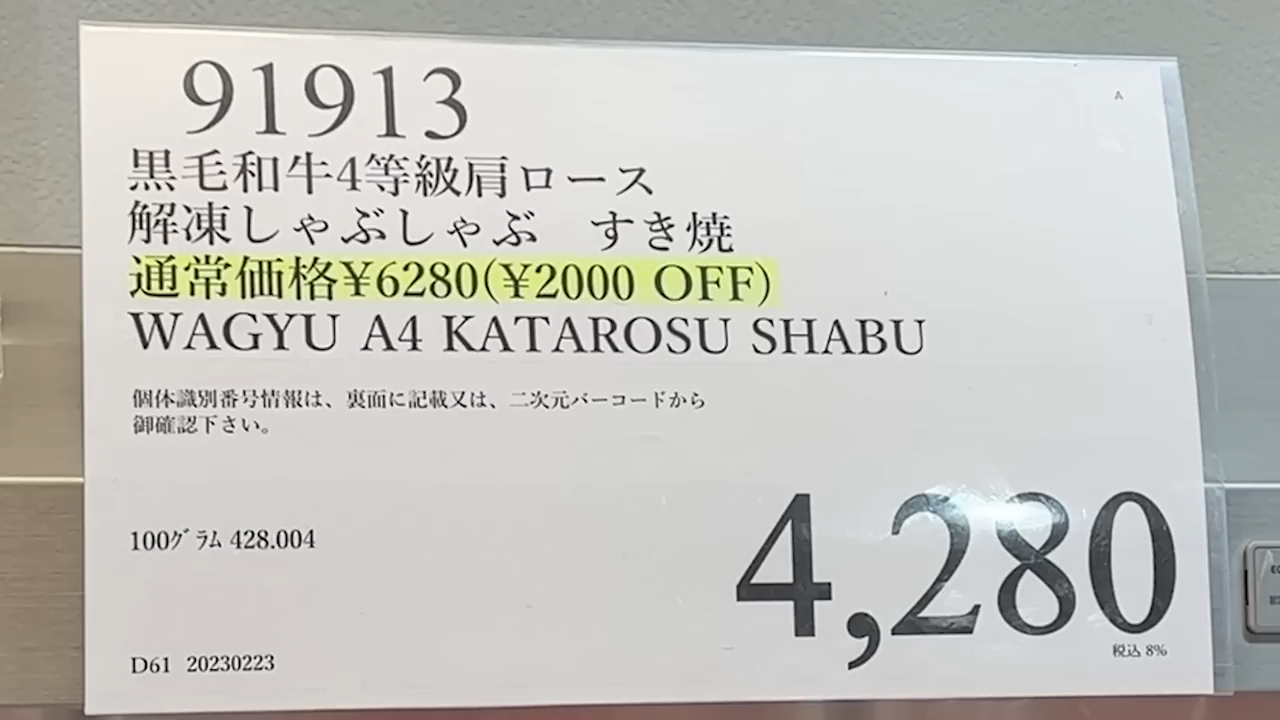 91913
A
黒毛和牛4等級肩ロース
解凍しゃぶしゃぶ　すき焼
通常価格¥6280(¥2000 OFF)
WAGYU A4 KATAROSU SHABU
個体識別番号情報は、裏面に記載又は、二次元バーコードから
御確認下さい。
100グラム 428.004
4,280
税込 8%
D61 20230223